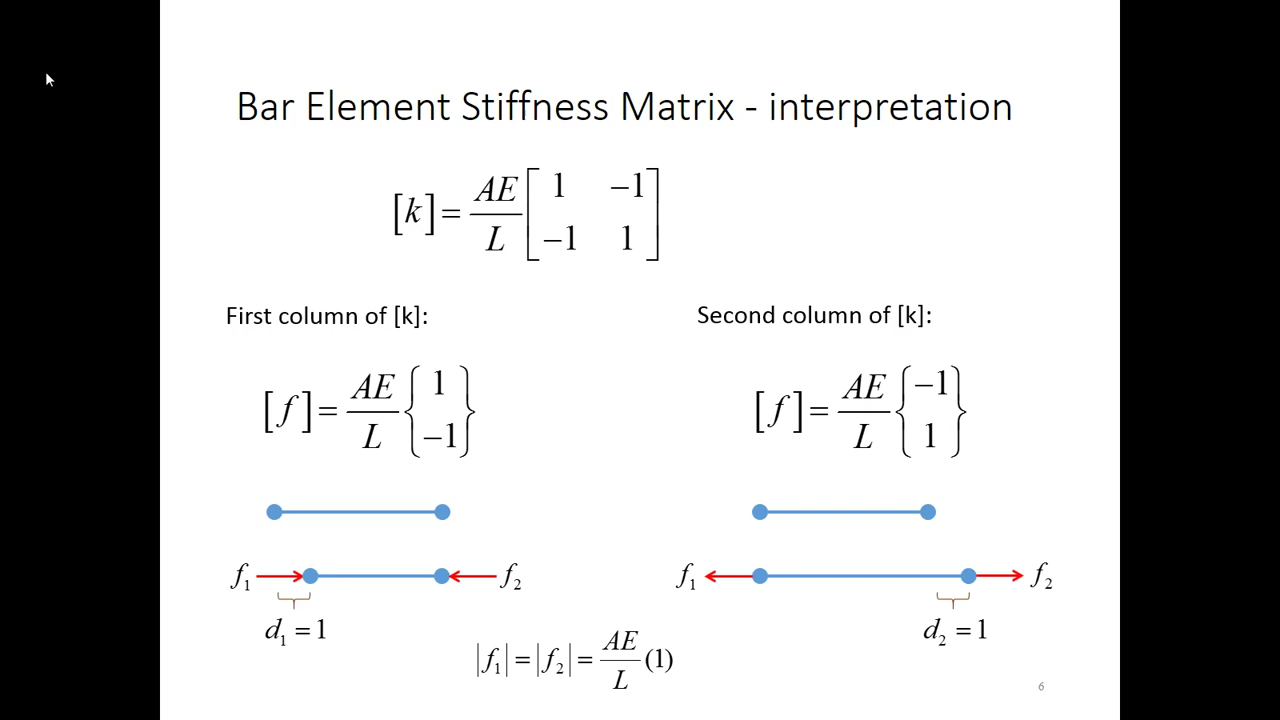 Bar Element Stiffness Matrix - interpretation
[k] = AE/L [1 −1; −1 1]
First column of [k]:
Second column of [k]:
[f] = AE/L {1; −1}
[f] = AE/L {−1; 1}
f₁ f₂
f₁ f₂
d₁ = 1
d₂ = 1
|f₁| = |f₂| = AE/L (1)
6